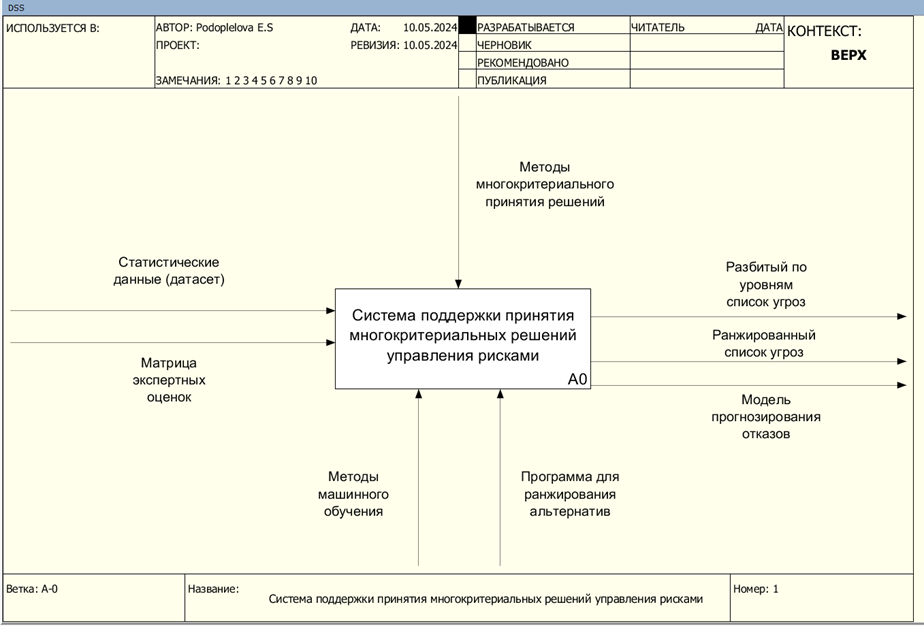 DSS
ИСПОЛЬЗУЕТСЯ В:
АВТОР: Podoplelova E.S
ДАТА: 10.05.2024
ПРОЕКТ:
РЕВИЗИЯ: 10.05.2024
ЗАМЕЧАНИЯ: 1 2 3 4 5 6 7 8 9 10
РАЗРАБАТЫВАЕТСЯ
ЧЕРНОВИК
РЕКОМЕНДОВАНО
ПУБЛИКАЦИЯ
ЧИТАТЕЛЬ
ДАТА
КОНТЕКСТ:
ВЕРХ
Методы
многокритериального
принятия решений
Статистические
данные (датасет)
Матрица
экспертных
оценок
Система поддержки принятия
многокритериальных решений
управления рисками
A0
Разбитый по
уровням
список угроз
Ранжированный
список угроз
Модель
прогнозирования
отказов
Методы
машинного
обучения
Программа для
ранжирования
альтернатив
Ветка: A-0
Название:
Система поддержки принятия многокритериальных решений управления рисками
Номер: 1